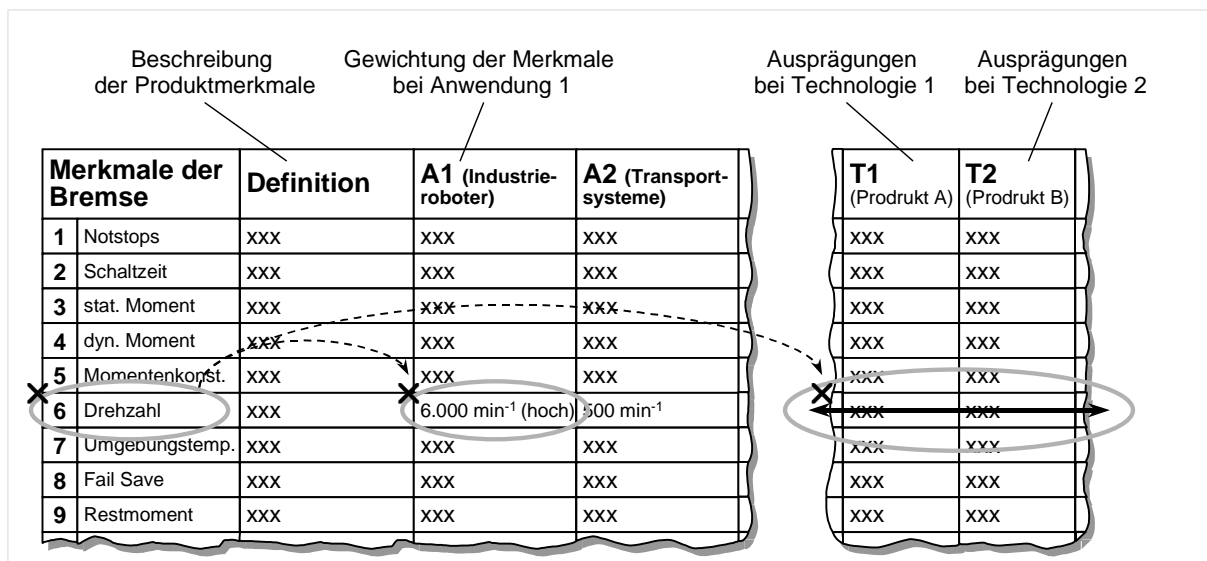 Beschreibung
der Produktmerkmale
Gewichtung der Merkmale
bei Anwendung 1
Ausprägungen
bei Technologie 1
Ausprägungen
bei Technologie 2
Merkmale der
Bremse
Definition
A1 (Industrie-
roboter)
A2 (Transport-
systeme)
T1
(Prodrukt A)
T2
(Prodrukt B)
1 Notstops xxx xxx xxx xxx xxx
2 Schaltzeit xxx xxx xxx xxx xxx
3 stat. Moment xxx xxx xxx xxx xxx
4 dyn. Moment xxx xxx xxx xxx xxx
5 Momentenkonst. xxx xxx xxx xxx xxx
6 Drehzahl xxx 6.000 min-1 (hoch) 500 min-1 xxx xxx
7 Umgebungstemp. xxx xxx xxx xxx xxx
8 Fail Save xxx xxx xxx xxx xxx
9 Restmoment xxx xxx xxx xxx xxx